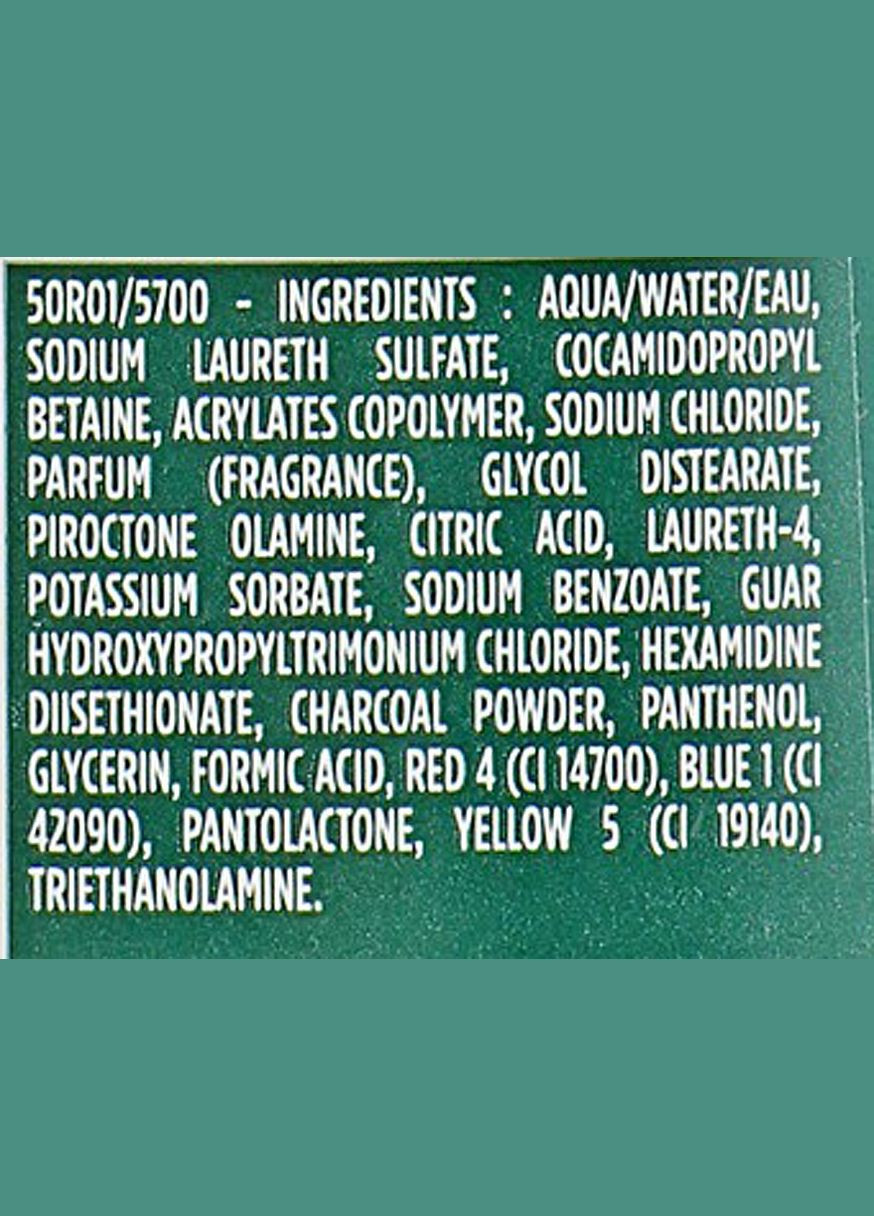 50R01/5700 - INGREDIENTS : AQUA/WATER/EAU,
SODIUM LAURETH SULFATE, COCAMIDOPROPYL
BETAINE, ACRYLATES COPOLYMER, SODIUM CHLORIDE,
PARFUM (FRAGRANCE), GLYCOL DISTEARATE,
PIROCTONE OLAMINE, CITRIC ACID, LAURETH-4,
POTASSIUM SORBATE, SODIUM BENZOATE, GUAR
HYDROXYPROPYLTRIMONIUM CHLORIDE, HEXAMIDINE
DIISETHIONATE, CHARCOAL POWDER, PANTHENOL,
GLYCERIN, FORMIC ACID, RED 4 (CI 14700), BLUE 1 (CI
42090), PANTOLACTONE, YELLOW 5 (CI 19140),
TRIETHANOLAMINE.